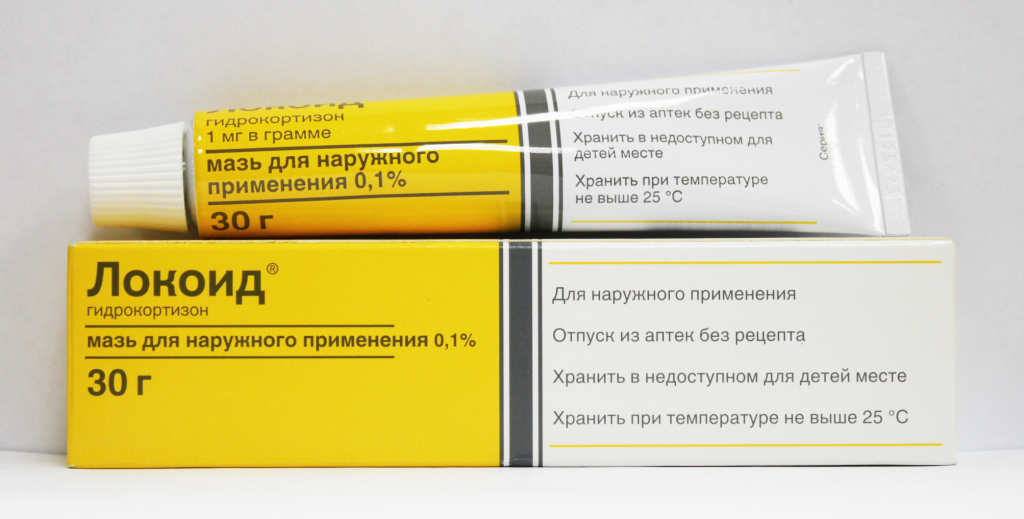 Локоид
гидрокортизон
1 мг в грамме
мазь для наружного
применения 0,1%
30 г
Для наружного применения
Отпуск из аптек без рецепта
Хранить в недоступном для
детей месте
Хранить при температуре
не выше 25 °C
Серия:
Локоид®
гидрокортизон
мазь для наружного применения 0,1%
30 г
Для наружного применения
Отпуск из аптек без рецепта
Хранить в недоступном для детей месте
Хранить при температуре не выше 25 °C